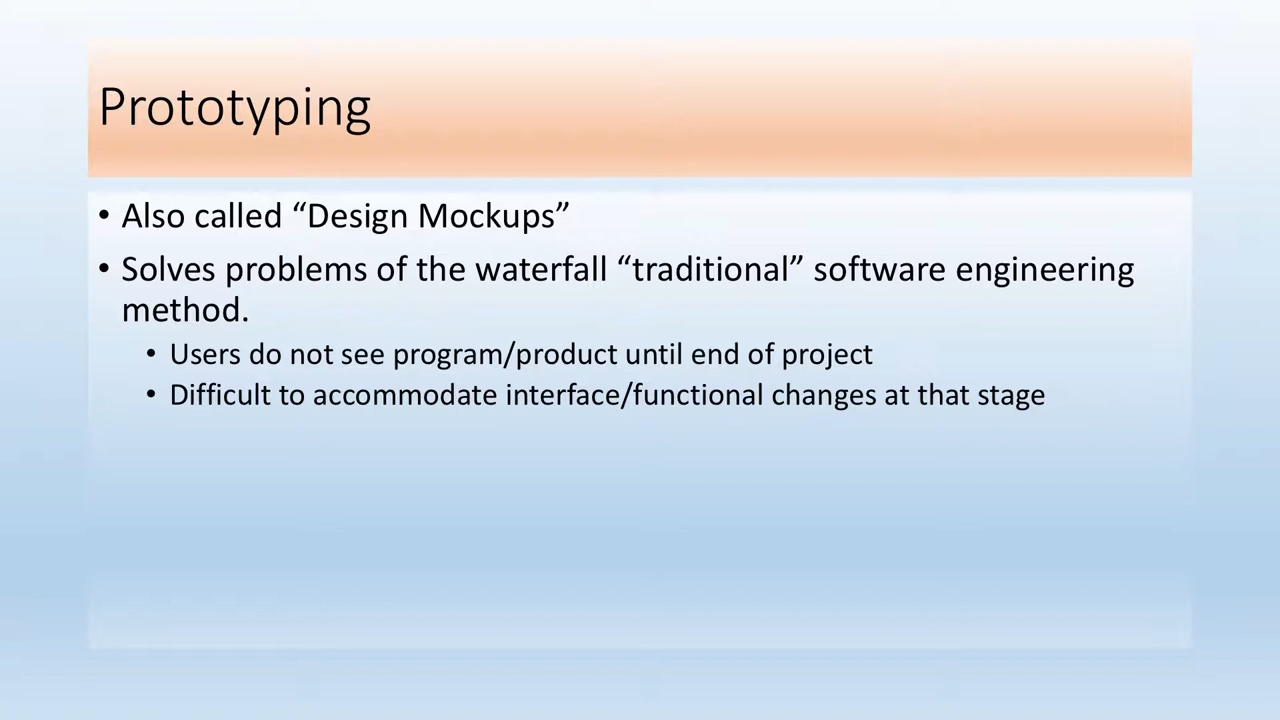 Prototyping
• Also called “Design Mockups”
• Solves problems of the waterfall “traditional” software engineering
method.
• Users do not see program/product until end of project
• Difficult to accommodate interface/functional changes at that stage